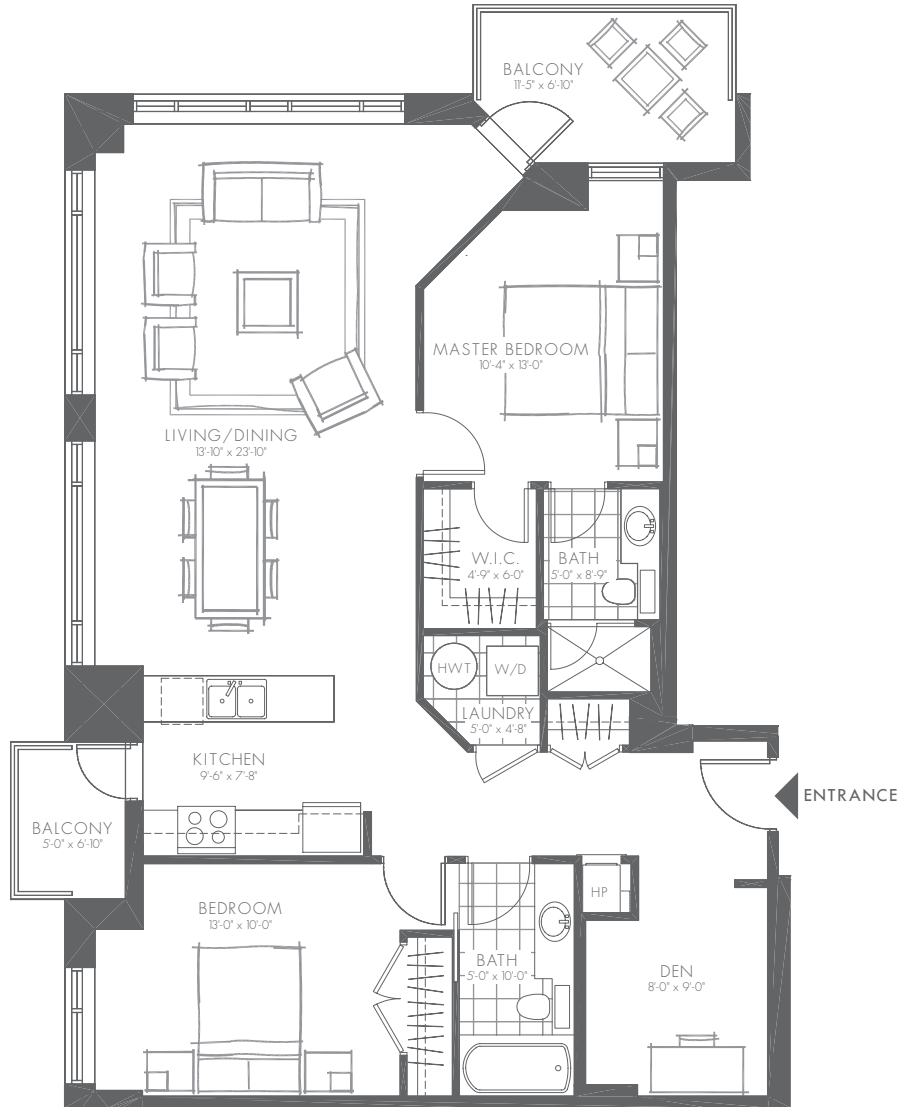 BALCONY
11'-5" x 6'-10"
MASTER BEDROOM
10'-4" x 13'-0"
LIVING/DINING
13'-10" x 23'-10"
W.I.C.
4'-9" x 6'-0"
BATH
5'-0" x 8'-9"
HWT
W/D
LAUNDRY
5'-0" x 4'-8"
KITCHEN
9'-6" x 7'-8"
ENTRANCE
BALCONY
5'-0" x 6'-10"
HP
BEDROOM
13'-0" x 10'-0"
BATH
5'-0" x 10'-0"
DEN
8'-0" x 9'-0"